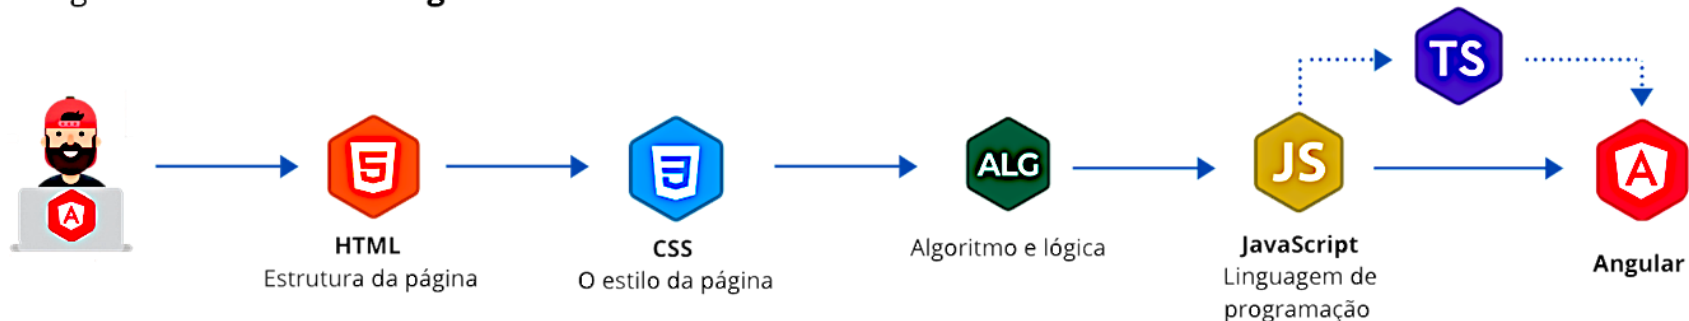 TS
ALG
JS
HTML
Estrutura da página
CSS
O estilo da página
Algoritmo e lógica
JavaScript
Linguagem de
programação
Angular